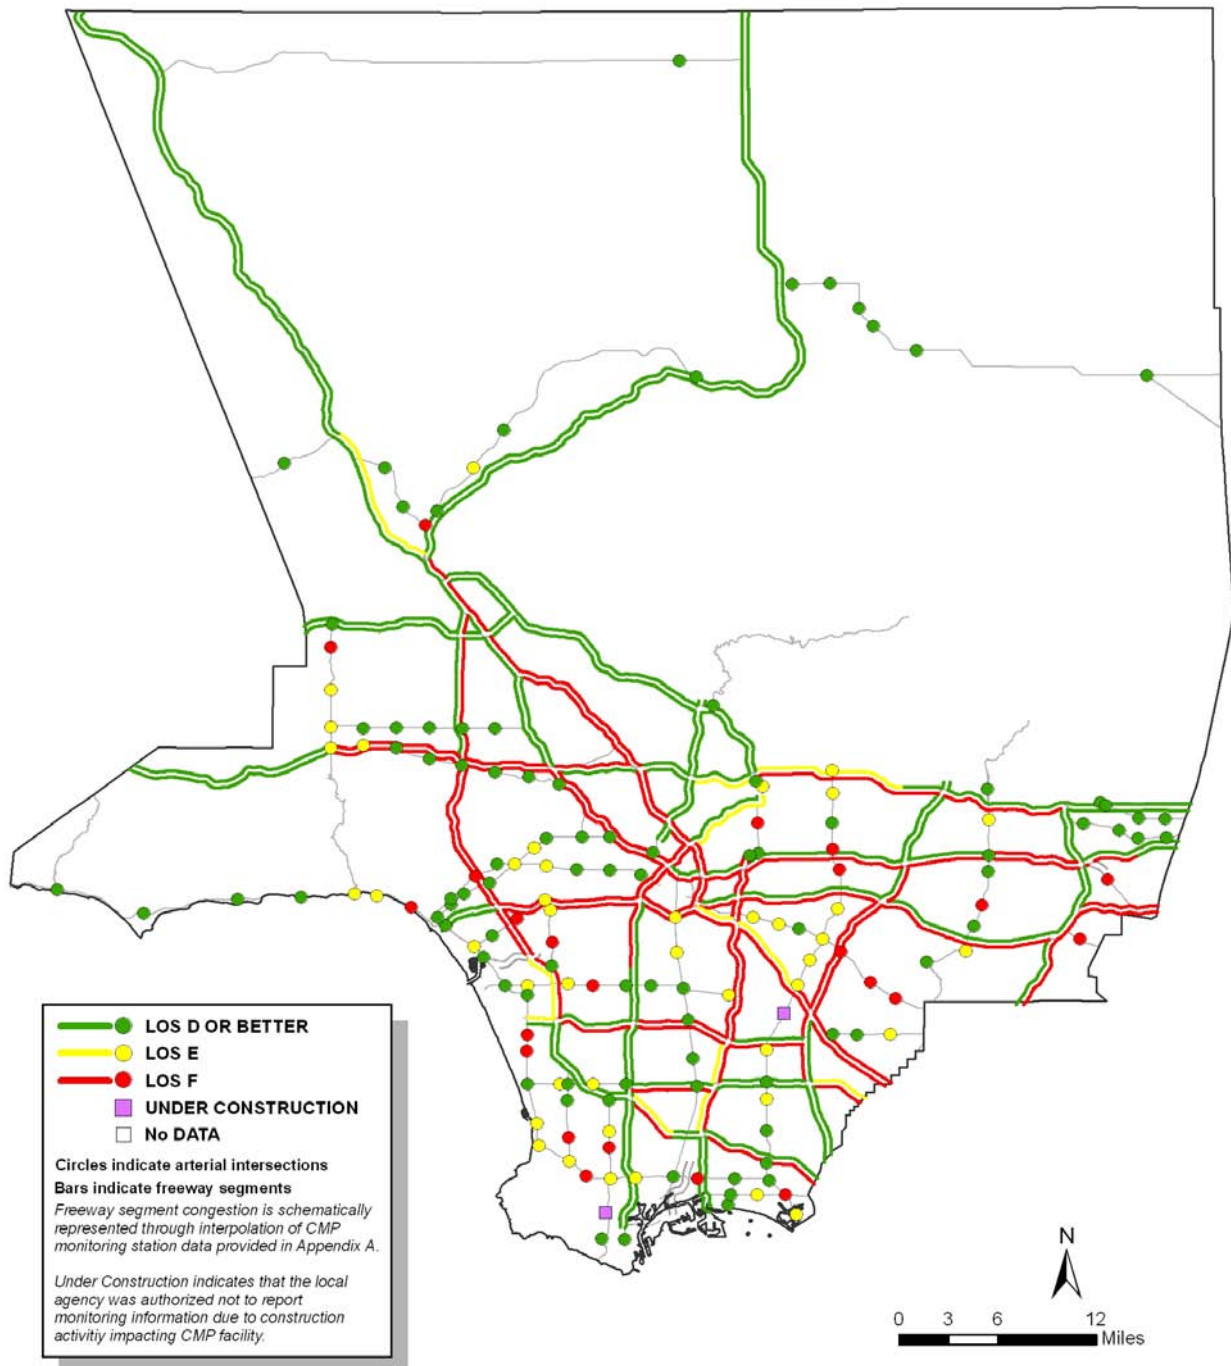 LOS D OR BETTER
LOS E
LOS F
UNDER CONSTRUCTION
No DATA
Circles indicate arterial intersections
Bars indicate freeway segments
Freeway segment congestion is schematically
represented through interpolation of CMP
monitoring station data provided in Appendix A.
Under Construction indicates that the local
agency was authorized not to report
monitoring information due to construction
activitiy impacting CMP facility.
N
0 3 6 12
Miles